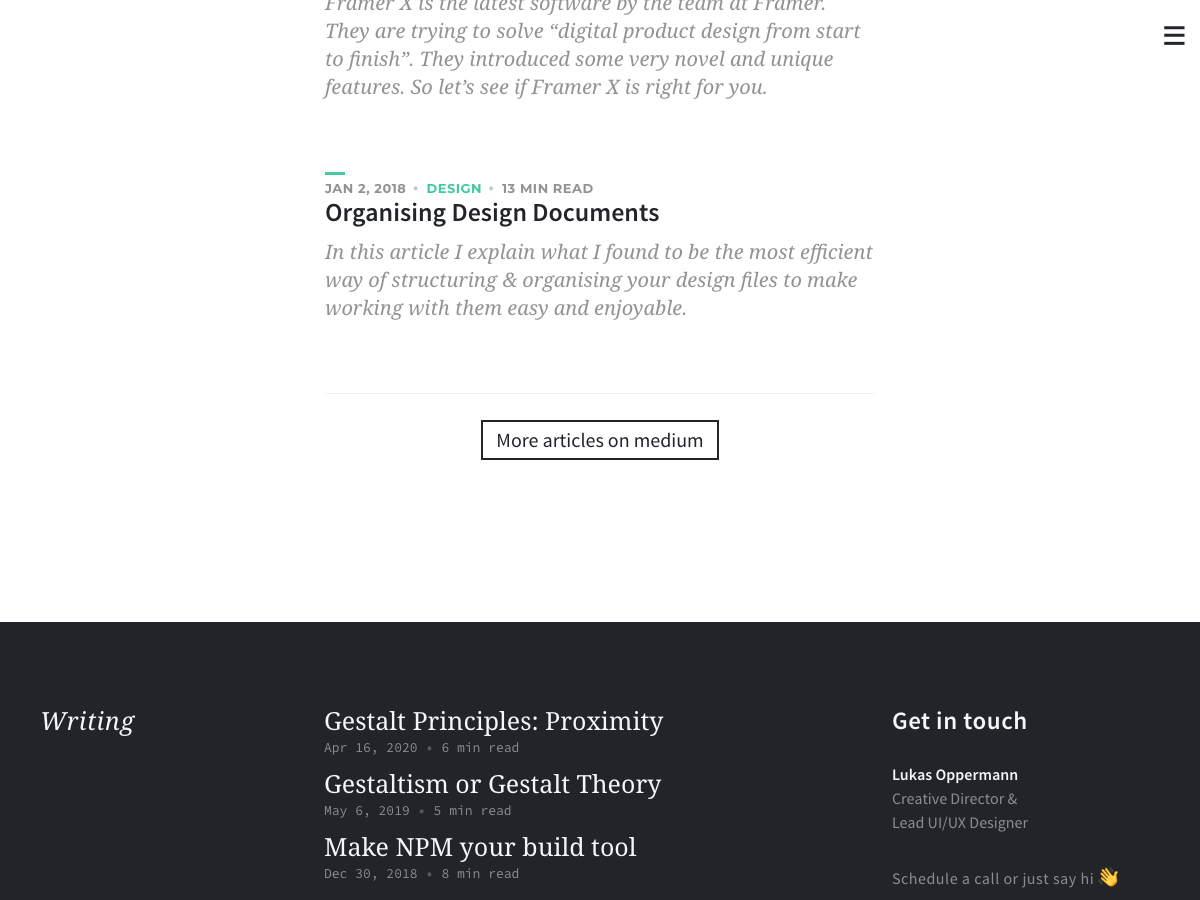 Framer X is the latest software by the team at Framer.
They are trying to solve “digital product design from start
to finish”. They introduced some very novel and unique
features. So let’s see if Framer X is right for you.
JAN 2, 2018 • DESIGN • 13 MIN READ
Organising Design Documents
In this article I explain what I found to be the most efficient
way of structuring & organising your design files to make
working with them easy and enjoyable.
More articles on medium
Writing
Gestalt Principles: Proximity
Apr 16, 2020 • 6 min read
Gestaltism or Gestalt Theory
May 6, 2019 • 5 min read
Make NPM your build tool
Dec 30, 2018 • 8 min read
Get in touch
Lukas Oppermann
Creative Director &
Lead UI/UX Designer
Schedule a call or just say hi 👋